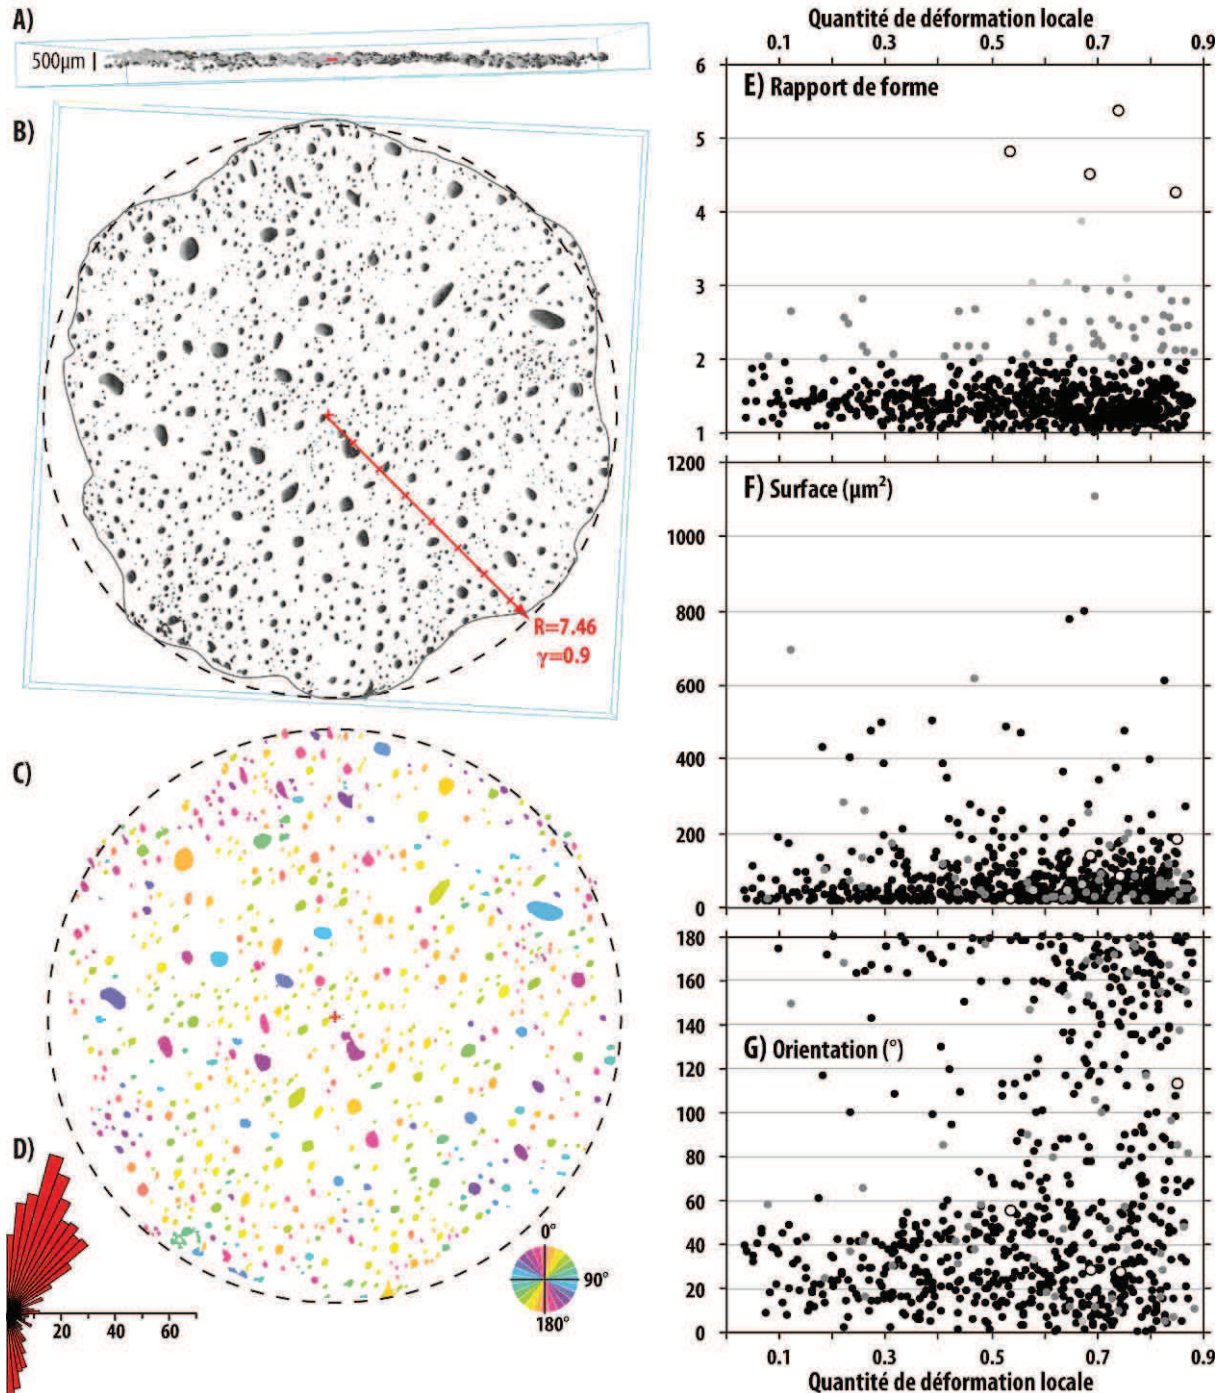 A)
500µm
B)
R=7.46
γ=0.9
C)
D)
20 40 60
0°
90°
180°
Quantité de déformation locale
0.1 0.3 0.5 0.7 0.9
E) Rapport de forme
6
5
4
3
2
1
F) Surface (µm²)
1200
1000
800
600
400
200
0
G) Orientation (°)
180
160
140
120
100
80
60
40
20
0
0.1 0.3 0.5 0.7 0.9
Quantité de déformation locale